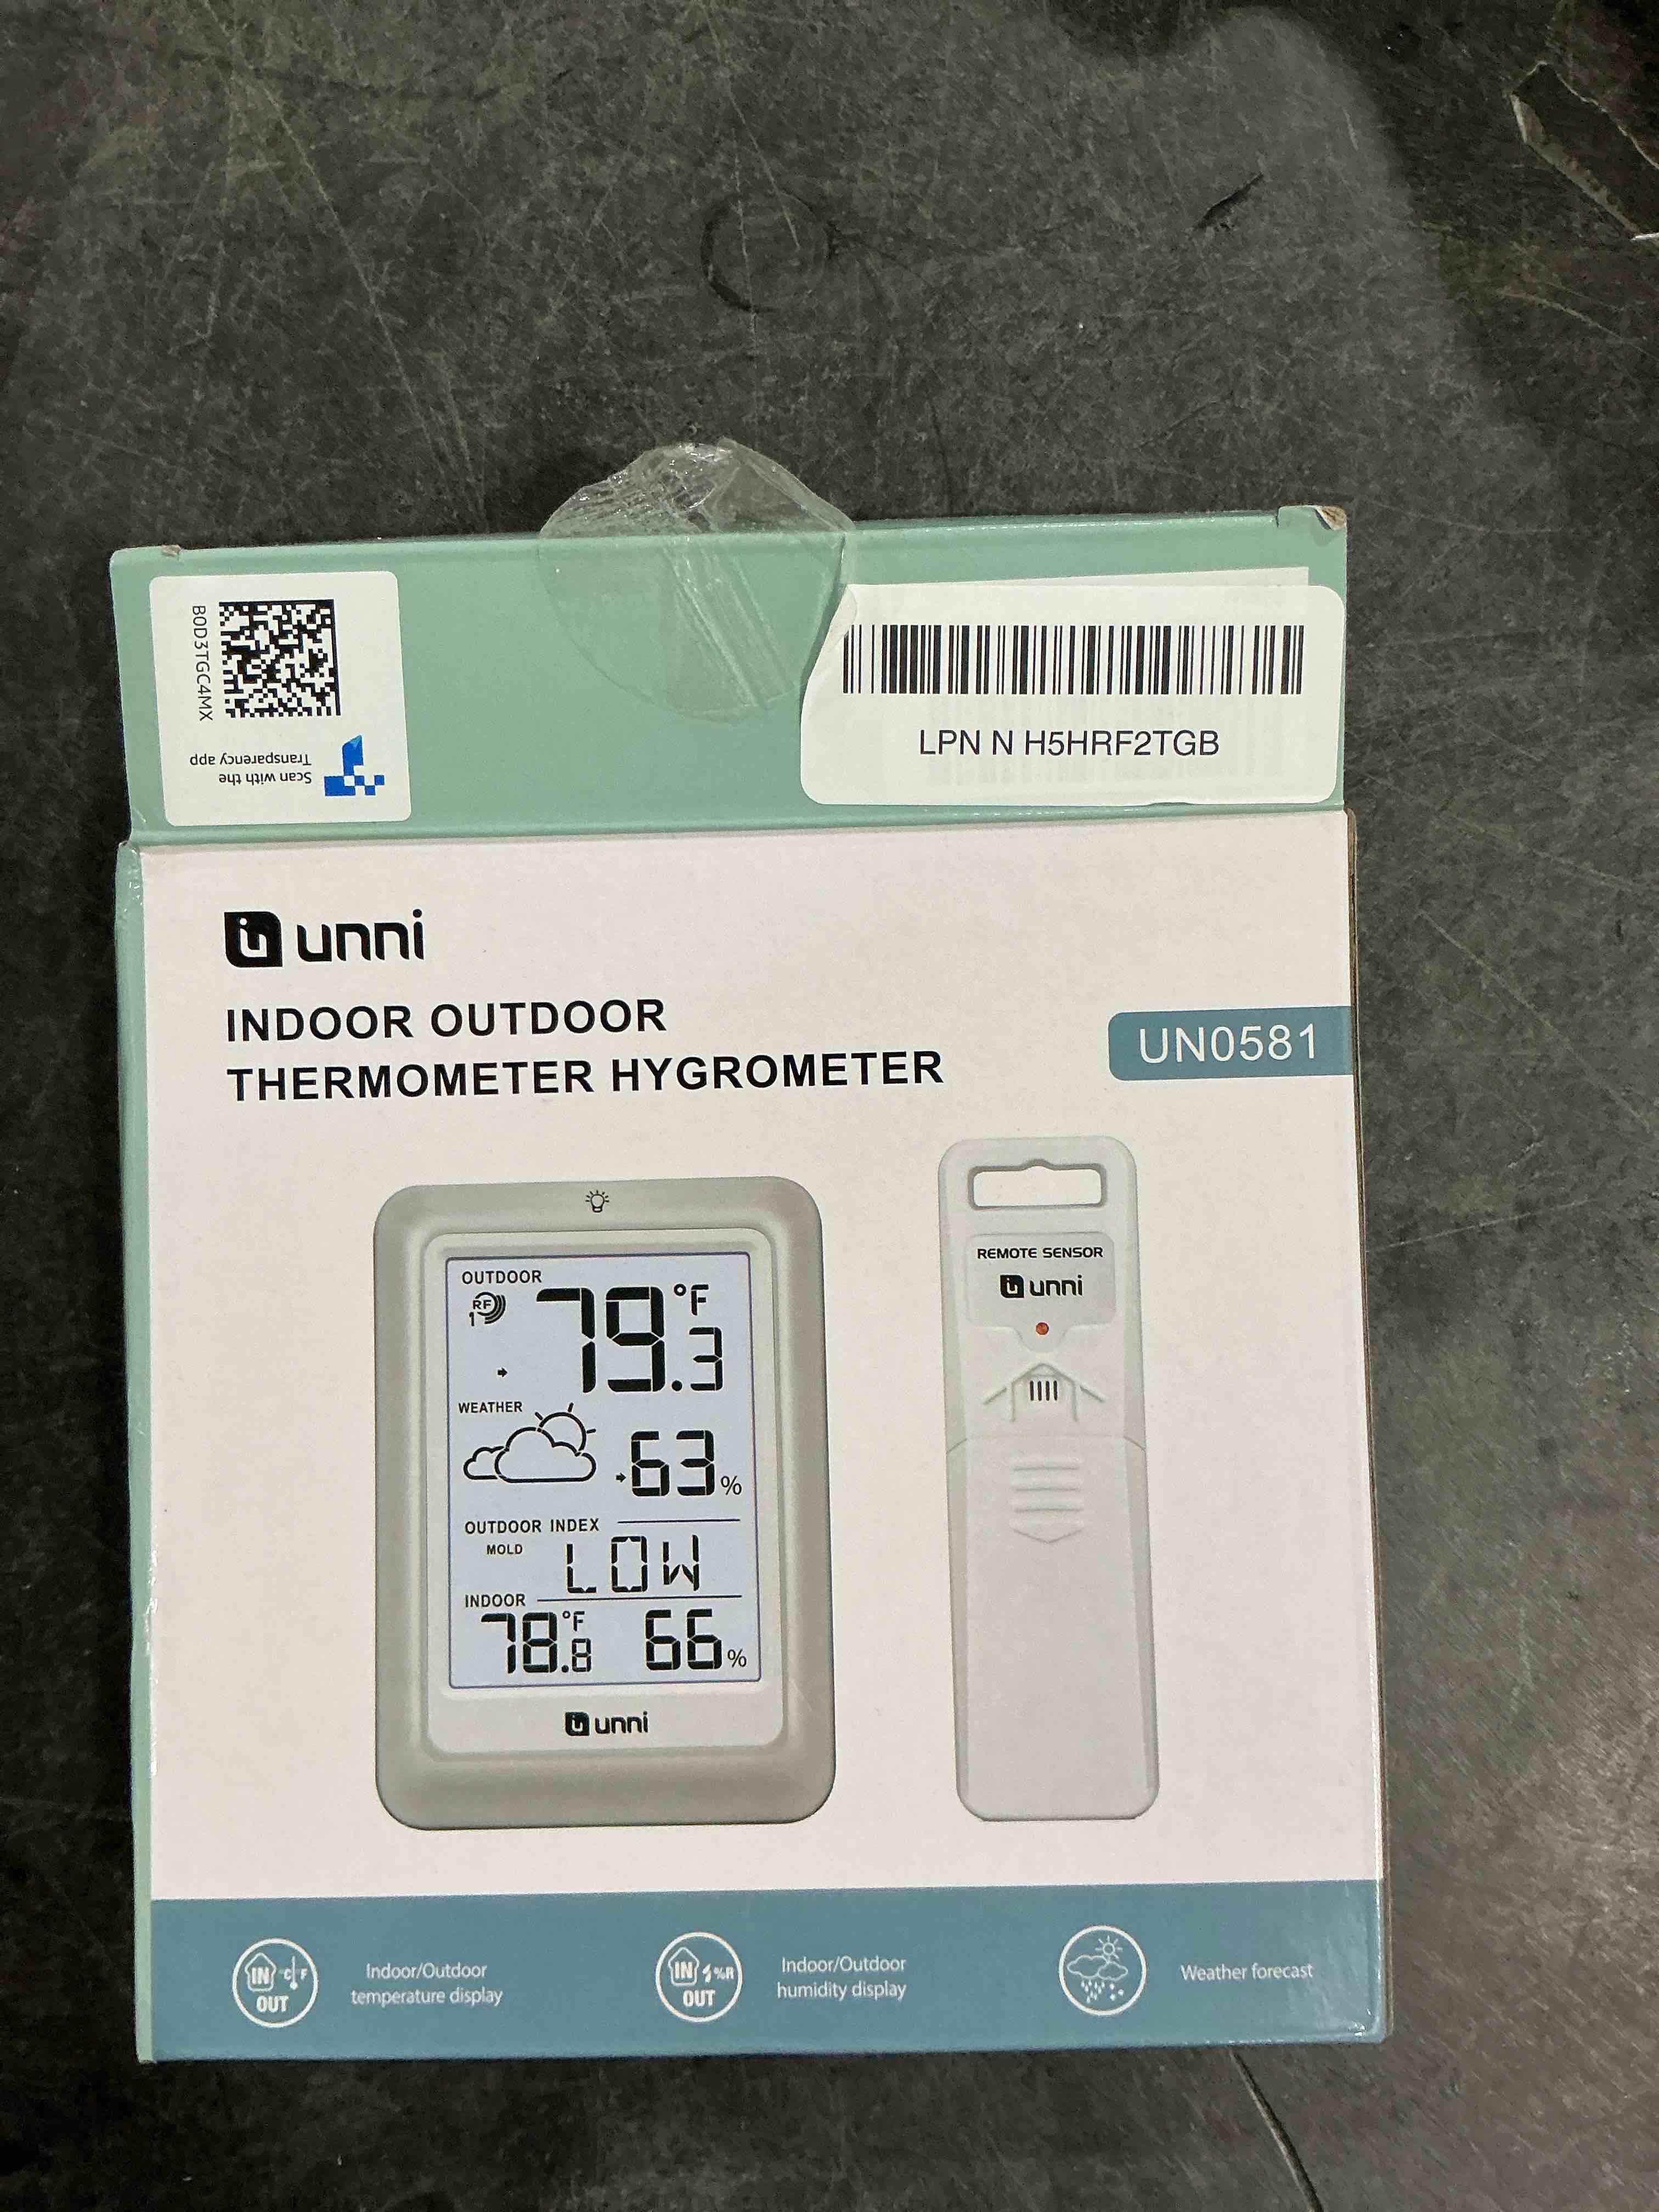 B0D3TGC4MX
Scan with the
Transparency app
LPN N H5HRF2TGB
unni
INDOOR OUTDOOR
THERMOMETER HYGROMETER
UN0581
OUTDOOR
RF
1
79.3 °F
WEATHER
63%
OUTDOOR INDEX
MOLD
LOW
INDOOR
78.8 °F 66%
unni
REMOTE SENSOR
unni
IN °C F
OUT
Indoor/Outdoor
temperature display
IN %R
OUT
Indoor/Outdoor
humidity display
Weather forecast